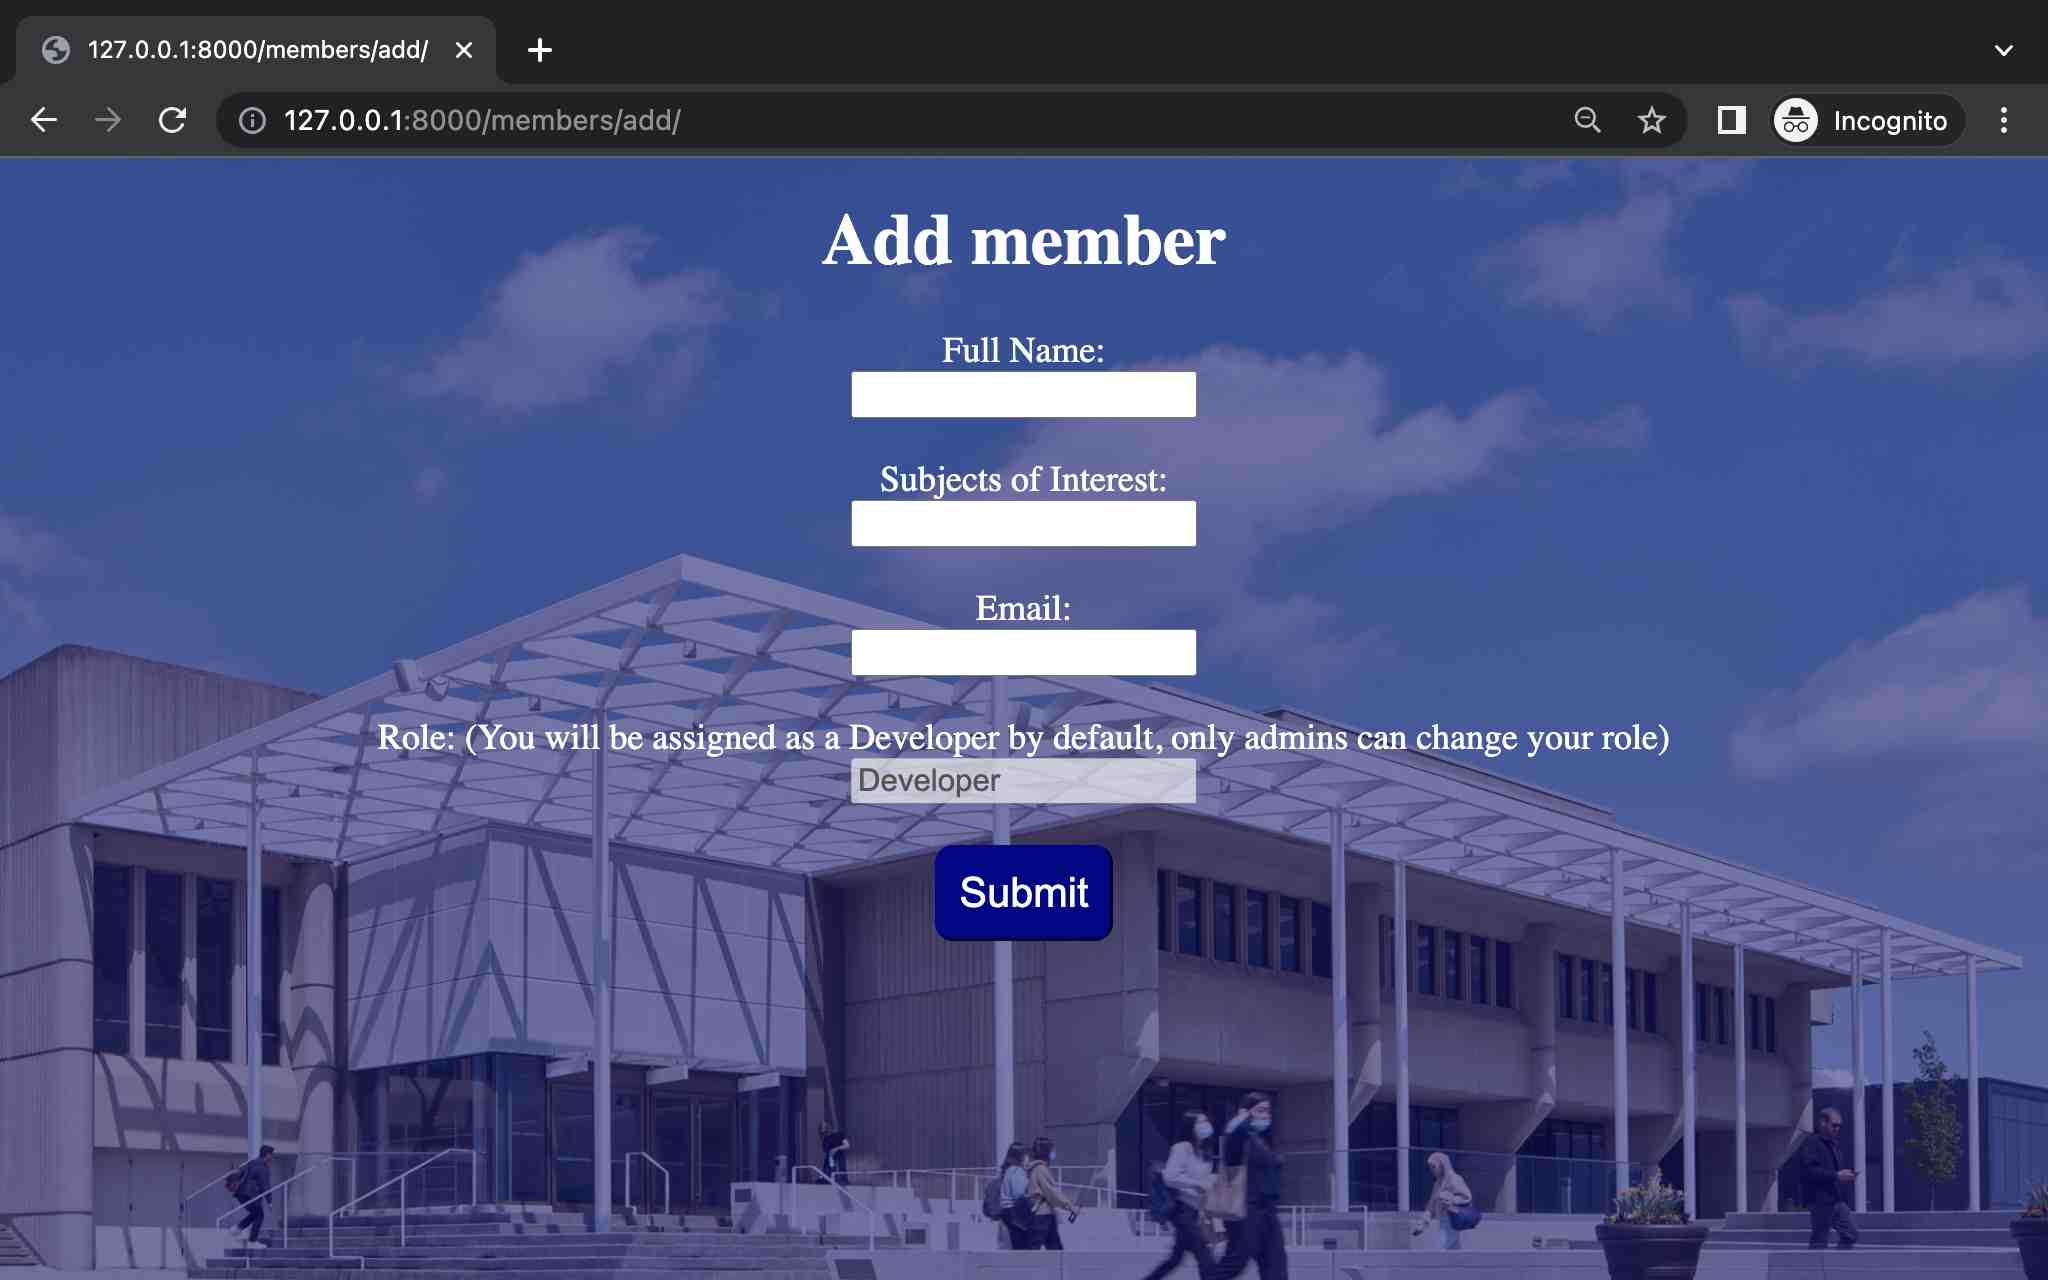 127.0.0.1:8000/members/add/
127.0.0.1:8000/members/add/
Incognito
Add member
Full Name:
Subjects of Interest:
Email:
Role: (You will be assigned as a Developer by default, only admins can change your role)
Developer
Submit